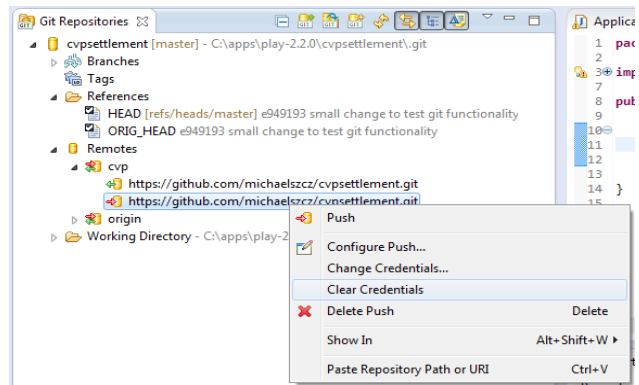 Git Repositories
cvpsettlement [master] - C:\apps\play-2.2.0\cvpsettlement\.git
Branches
Tags
References
HEAD [refs/heads/master] e949193 small change to test git functionality
ORIG_HEAD e949193 small change to test git functionality
Remotes
cvp
https://github.com/michaelszcz/cvpsettlement.git
https://github.com/michaelszcz/cvpsettlement.git
origin
Working Directory - C:\apps\play-2
Push
Configure Push...
Change Credentials...
Clear Credentials
Delete Push Delete
Show In Alt+Shift+W
Paste Repository Path or URI Ctrl+V
Applica
1 pac
2
3 imp
7
8 pub
9
10
11
12
13
14 }
15